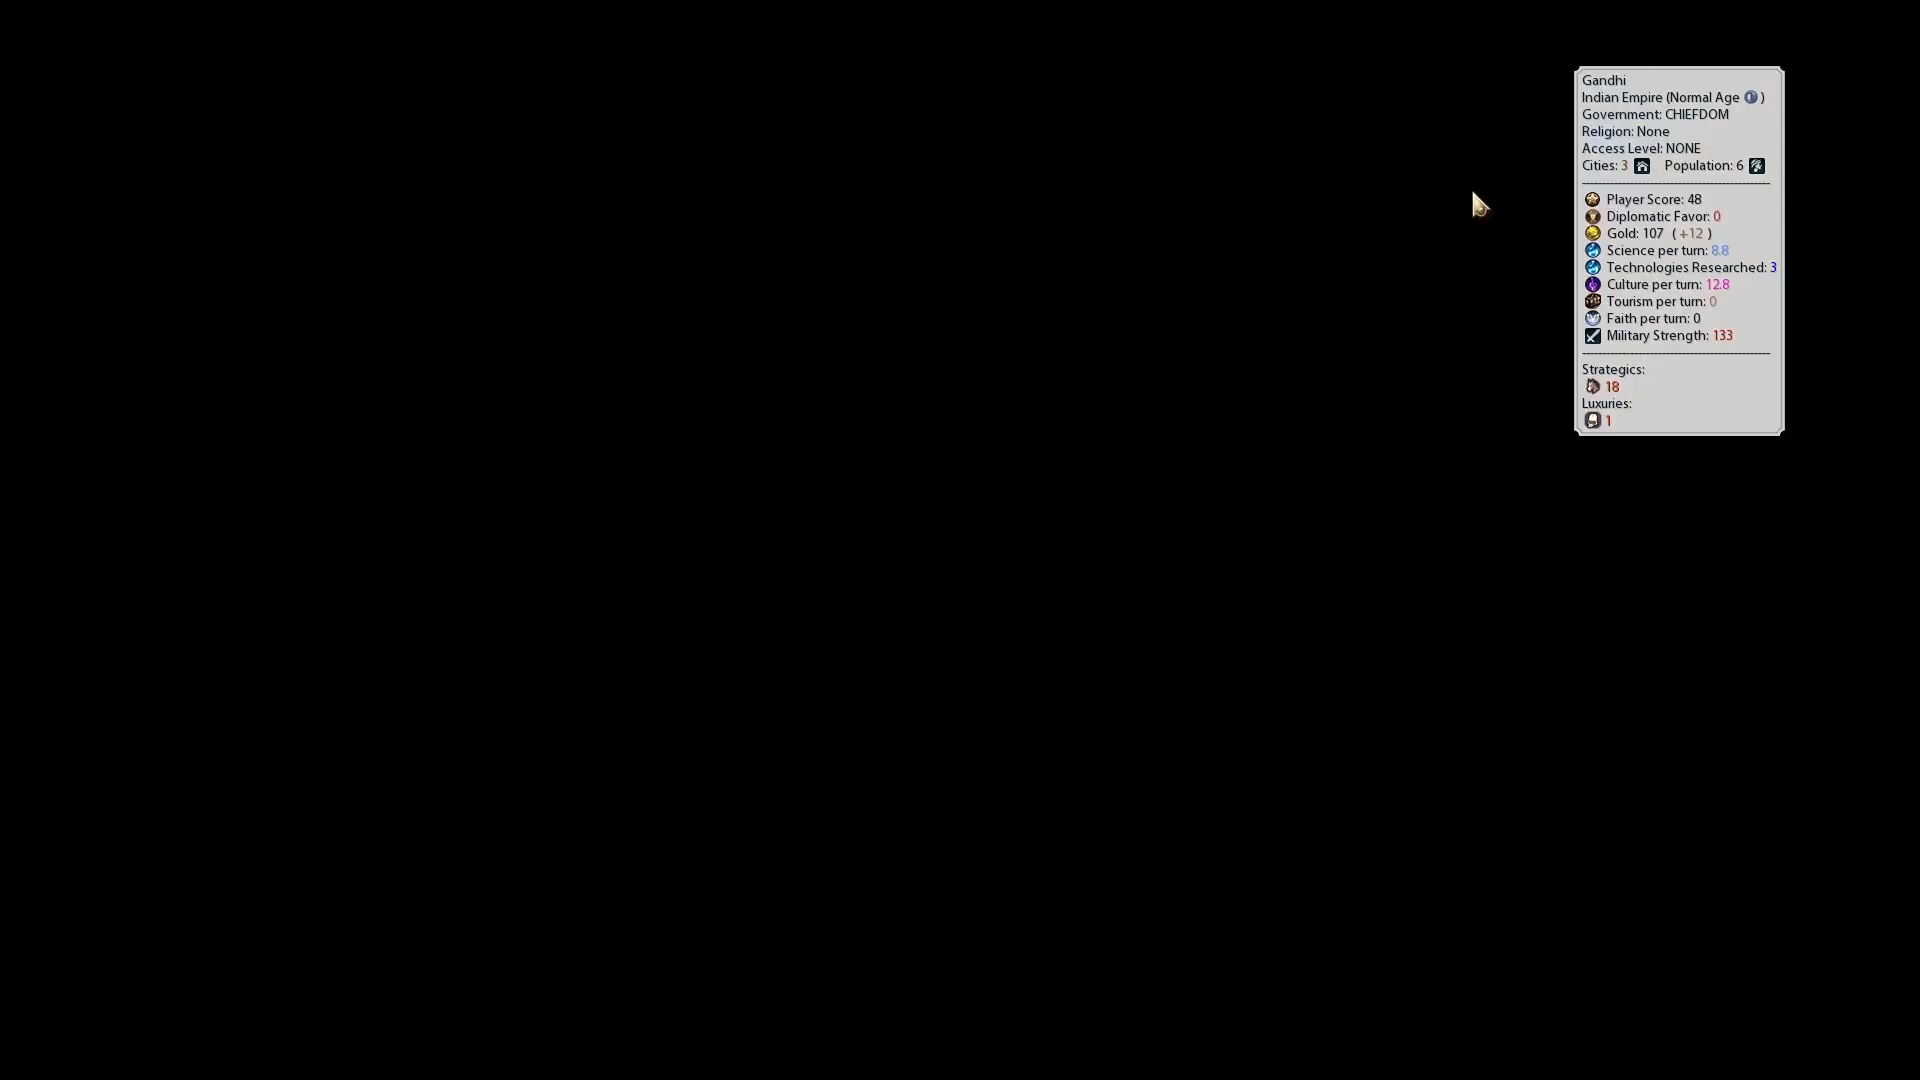 Gandhi
Indian Empire (Normal Age )
Government: CHIEFDOM
Religion: None
Access Level: NONE
Cities: 3 Population: 6
Player Score: 48
Diplomatic Favor: 0
Gold: 107 ( +12 )
Science per turn: 8.8
Technologies Researched: 3
Culture per turn: 12.8
Tourism per turn: 0
Faith per turn: 0
Military Strength: 133
Strategics:
18
Luxuries:
1